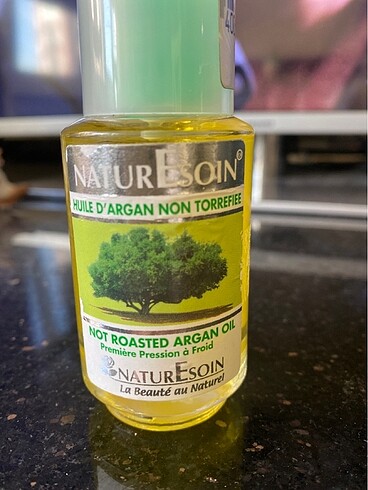 NATURESOIN®
HUILE D'ARGAN NON TORREFIEE
NOT ROASTED ARGAN OIL
Première Pression à Froid
NATURESOIN
La Beauté au Naturel